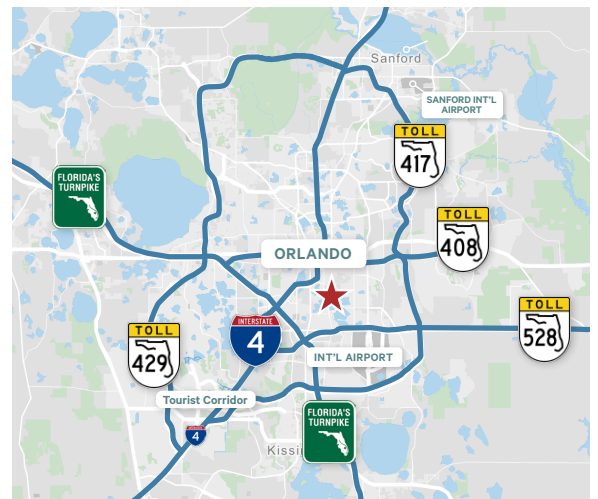 Sanford
SANFORD INT'L
AIRPORT
TOLL
417
FLORIDA'S
TURNPIKE
TOLL
408
ORLANDO
TOLL
528
INTERSTATE
4
TOLL
429
INT'L AIRPORT
Tourist Corridor
FLORIDA'S
TURNPIKE
4
Kissi